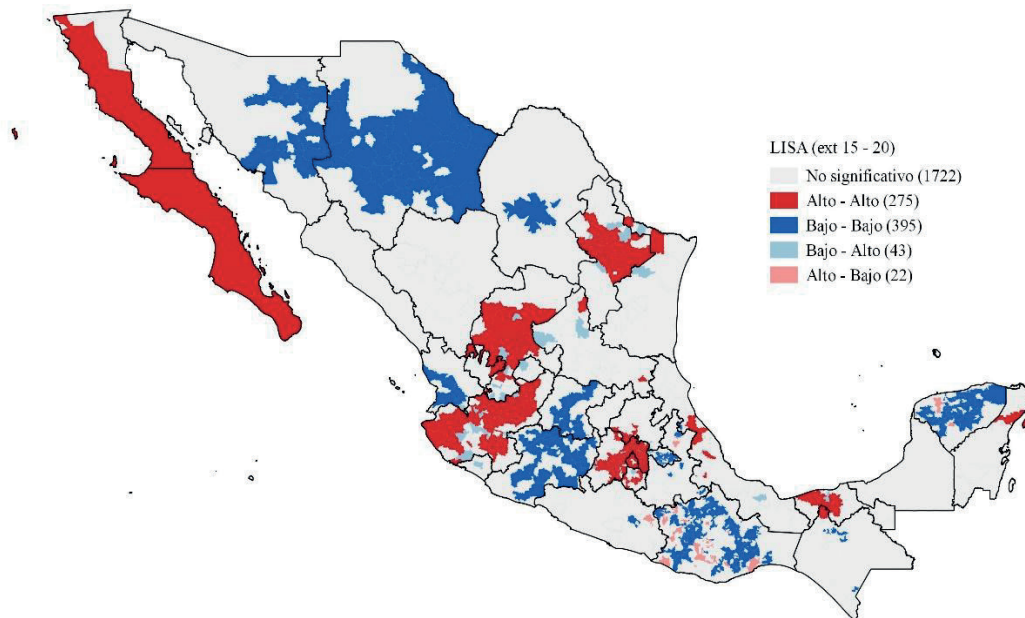 LISA (ext 15 - 20)
No significativo (1722)
Alto - Alto (275)
Bajo - Bajo (395)
Bajo - Alto (43)
Alto - Bajo (22)